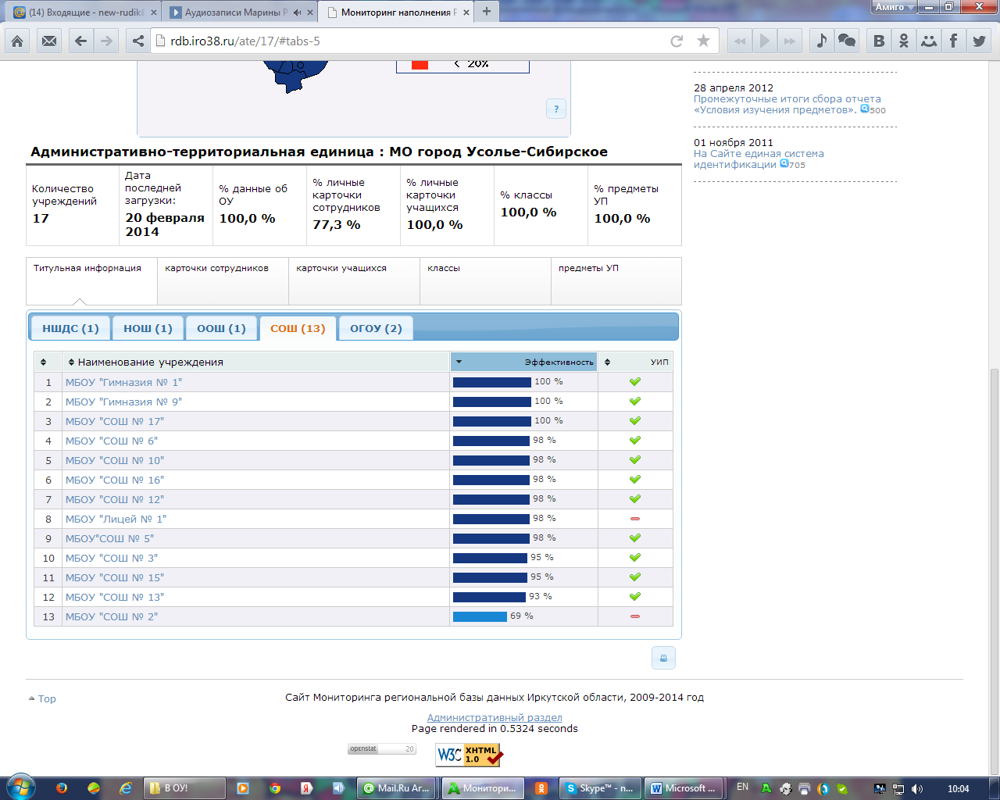 (14) Входящие - new-rudik@
Аудиозаписи Марины Р
Мониторинг наполнения Р
Амиго
rdb.iro38.ru/ate/17/#tabs-5
< 20%
?
28 апреля 2012
Промежуточные итоги сбора отчета
«Условия изучения предметов». 500
01 ноября 2011
На Сайте единая система
идентификации 705
Административно-территориальная единица : МО город Усолье-Сибирское
Количество учреждений
17
Дата последней загрузки:
20 февраля 2014
% данные об ОУ
100,0 %
% личные карточки сотрудников
77,3 %
% личные карточки учащихся
100,0 %
% классы
100,0 %
% предметы УП
100,0 %
Титульная информация карточки сотрудников карточки учащихся классы предметы УП
НШДС (1) НОШ (1) ООШ (1) СОШ (13) ОГОУ (2)
Наименование учреждения Эффективность УИП
1 МБОУ "Гимназия № 1" 100 %
2 МБОУ "Гимназия № 9" 100 %
3 МБОУ "СОШ № 17" 100 %
4 МБОУ "СОШ № 6" 98 %
5 МБОУ "СОШ № 10" 98 %
6 МБОУ "СОШ № 16" 98 %
7 МБОУ "СОШ № 12" 98 %
8 МБОУ "Лицей № 1" 98 %
9 МБОУ"СОШ № 5" 98 %
10 МБОУ "СОШ № 3" 95 %
11 МБОУ "СОШ № 15" 95 %
12 МБОУ "СОШ № 13" 93 %
13 МБОУ "СОШ № 2" 69 %
Top
Сайт Мониторинга региональной базы данных Иркутской области, 2009-2014 год
Административный раздел
Page rendered in 0.5324 seconds
openstat 20
W3C XHTML 1.0
В ОУ! Mail.Ru Аг... Монитори... Skype™ - n... Microsoft ... EN 10:04